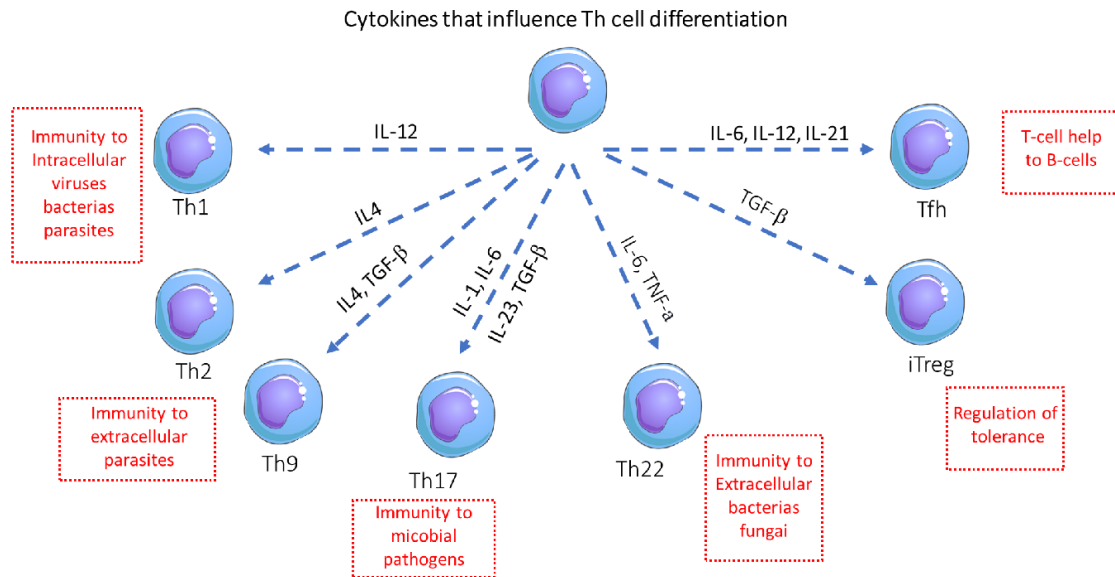 Cytokines that influence Th cell differentiation
Immunity to
Intracellular
viruses
bacterias
parasites
Th1
IL-12
IL-6, IL-12, IL-21
Tfh
T-cell help
to B-cells
IL4
IL4, TGF-β
IL-1, IL-6
IL-23, TGF-β
IL-6, TNF-a
TGF-β
Th2
Immunity to
extracellular
parasites
Th9
Th17
Immunity to
micobial
pathogens
Th22
Immunity to
Extracellular
bacterias
fungai
iTreg
Regulation of
tolerance